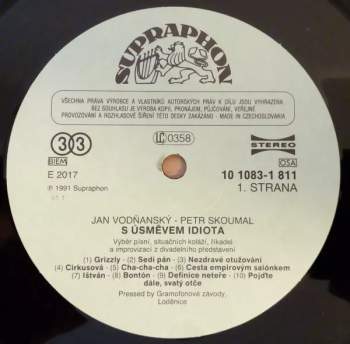 SUPRAPHON
VŠECHNA PRÁVA VÝROBCE A VLASTNÍKŮ AUTORSKÝCH PRÁV K DÍLU JSOU VYHRAZENA
BEZ SOUHLASU JE VÝROBA KOPIÍ, PRONÁJEM, PŮJČOVÁNÍ, VEŘEJNÉ
PROVOZOVÁNÍ A ROZHLASOVÉ ŠÍŘENÍ TÉTO DESKY ZAKÁZÁNO - MADE IN CZECHOSLOVAKIA
33
LC 0358
STEREO
BIEM
OSA
E 2017
10 1083-1 811
℗ 1991 Supraphon
1. STRANA
JAN VODŇANSKÝ - PETR SKOUMAL
S ÚSMĚVEM IDIOTA
Výběr písní, situačních koláží, říkadel
a improvizací z divadelního představení
(1) Grizzly - (2) Sedí pán - (3) Nezdravé otužování
(4) Cirkusová - (5) Cha-cha-cha - (6) Cesta empírovým salónkem
(7) Ištván - (8) Bontón - (9) Definice neteře - (10) Pojďte
dále, svatý otče
Pressed by Gramofonové závody,
Loděnice